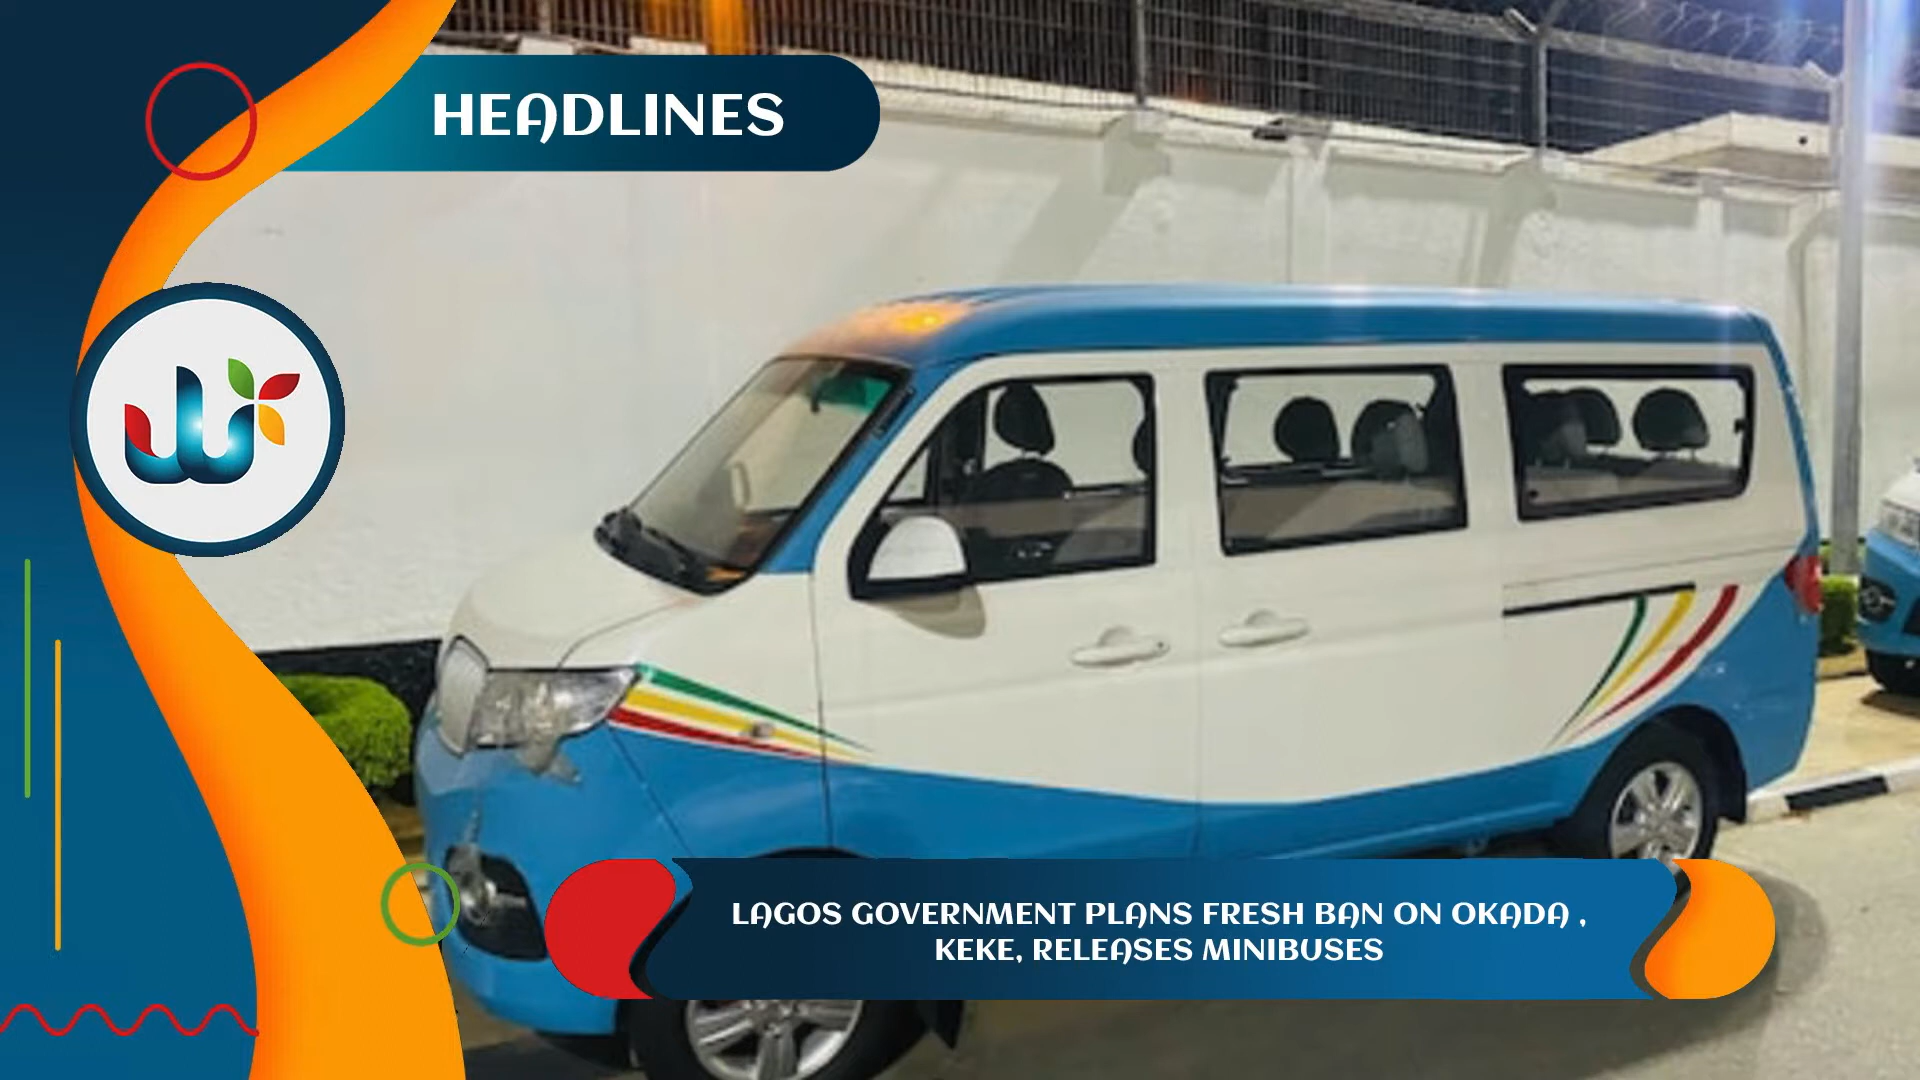 HEADLINES
LAGOS GOVERNMENT PLANS FRESH BAN ON OKADA ,
KEKE, RELEASES MINIBUSES